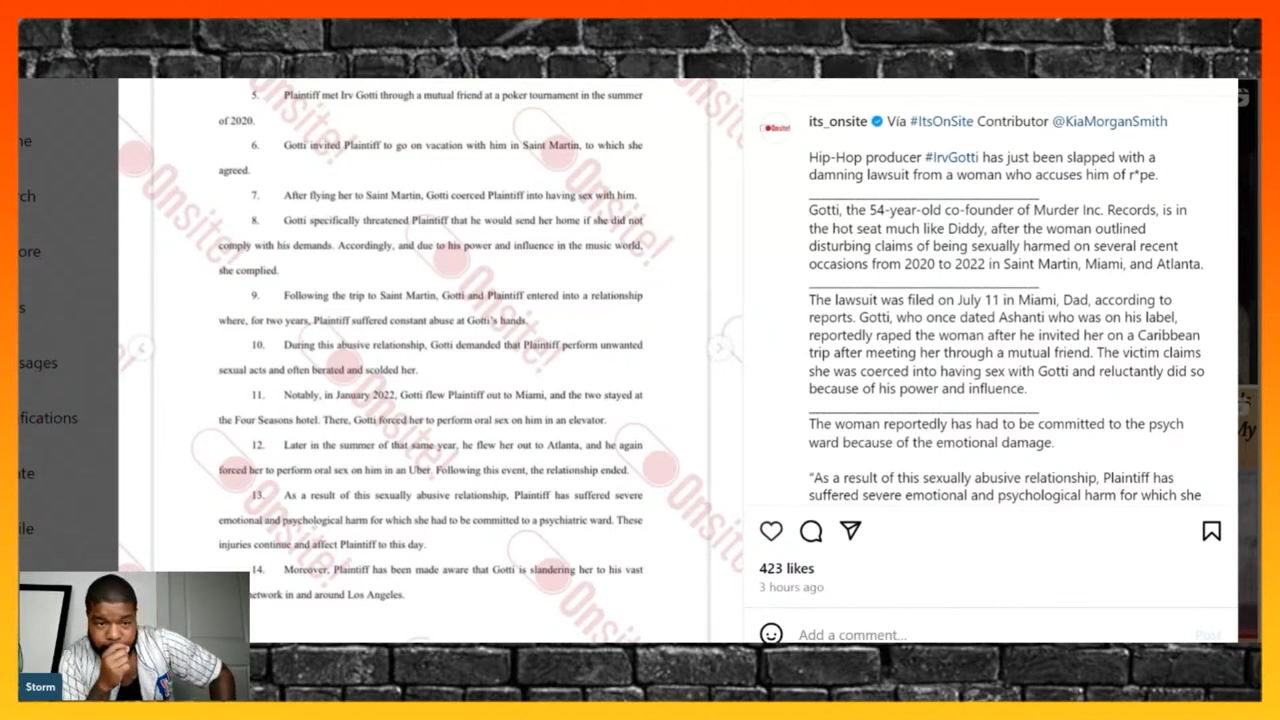 5. Plaintiff met Irv Gotti through a mutual friend at a poker tournament in the summer
of 2020.
6. Gotti invited Plaintiff to go on vacation with him in Saint Martin, to which she
agreed.
7. After flying her to Saint Martin, Gotti coerced Plaintiff into having sex with him.
8. Gotti specifically threatened Plaintiff that he would send her home if she did not
comply with his demands. Accordingly, and due to his power and influence in the music world,
she complied.
9. Following the trip to Saint Martin, Gotti and Plaintiff entered into a relationship
where, for two years, Plaintiff suffered constant abuse at Gotti's hands.
10. During this abusive relationship, Gotti demanded that Plaintiff perform unwanted
sexual acts and often berated and scolded her.
11. Notably, in January 2022, Gotti flew Plaintiff out to Miami, and the two stayed at
the Four Seasons hotel. There, Gotti forced her to perform oral sex on him in an elevator.
12. Later in the summer of that same year, he flew her out to Atlanta, and he again
forced her to perform oral sex on him in an Uber. Following this event, the relationship ended.
13. As a result of this sexually abusive relationship, Plaintiff has suffered severe
emotional and psychological harm for which she had to be committed to a psychiatric ward. These
injuries continue and affect Plaintiff to this day.
14. Moreover, Plaintiff has been made aware that Gotti is slandering her to his vast
network in and around Los Angeles.
Onsite!
Onsite!
Onsite!
Onsite!
Onsite!
Onsite!
Onsite!
Onsite!
Onsite!
ne
rch
ore
s
sages
fications
te
ile
Storm
Onsite!
its_onsite Vía #ItsOnSite Contributor @KiaMorganSmith
Hip-Hop producer #IrvGotti has just been slapped with a
damning lawsuit from a woman who accuses him of r*pe.
Gotti, the 54-year-old co-founder of Murder Inc. Records, is in
the hot seat much like Diddy, after the woman outlined
disturbing claims of being sexually harmed on several recent
occasions from 2020 to 2022 in Saint Martin, Miami, and Atlanta.
The lawsuit was filed on July 11 in Miami, Dad, according to
reports. Gotti, who once dated Ashanti who was on his label,
reportedly raped the woman after he invited her on a Caribbean
trip after meeting her through a mutual friend. The victim claims
she was coerced into having sex with Gotti and reluctantly did so
because of his power and influence.
The woman reportedly has had to be committed to the psych
ward because of the emotional damage.
“As a result of this sexually abusive relationship, Plaintiff has
suffered severe emotional and psychological harm for which she
423 likes
3 hours ago
Add a comment...
Post
My